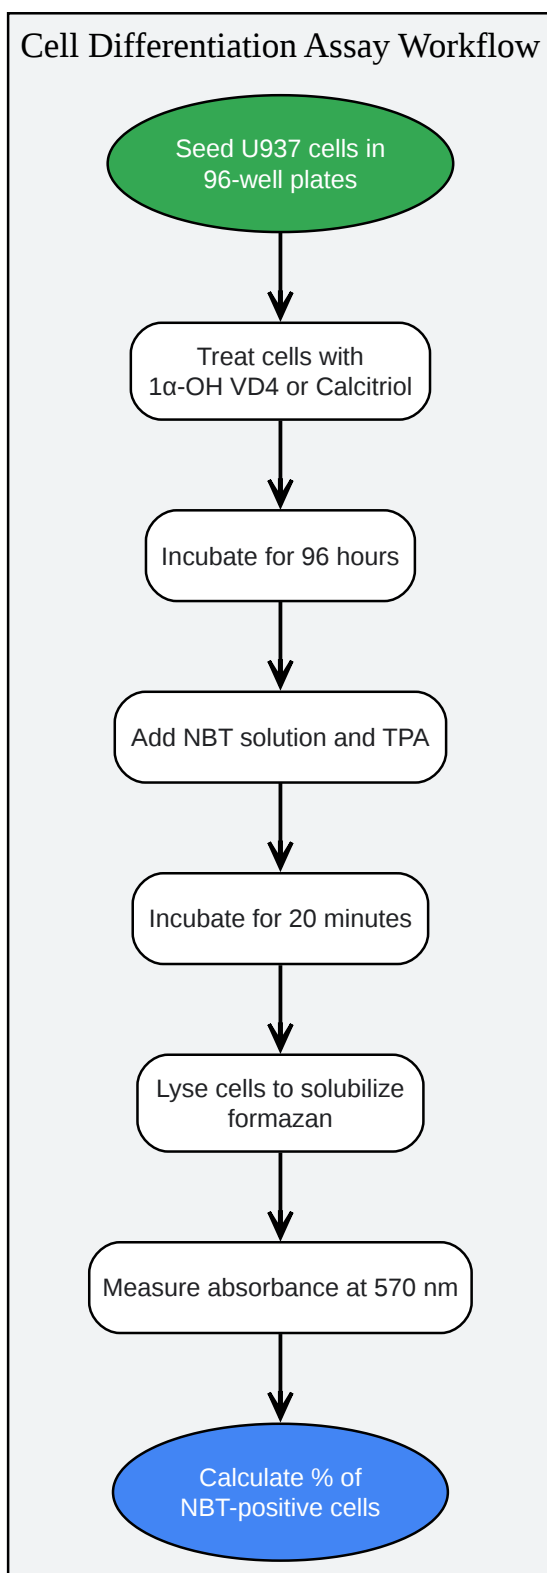 Cell Differentiation Assay Workflow
Seed U937 cells in
96-well plates
Treat cells with
1α-OH VD4 or Calcitriol
Incubate for 96 hours
Add NBT solution and TPA
Incubate for 20 minutes
Lyse cells to solubilize
formazan
Measure absorbance at 570 nm
Calculate % of
NBT-positive cells